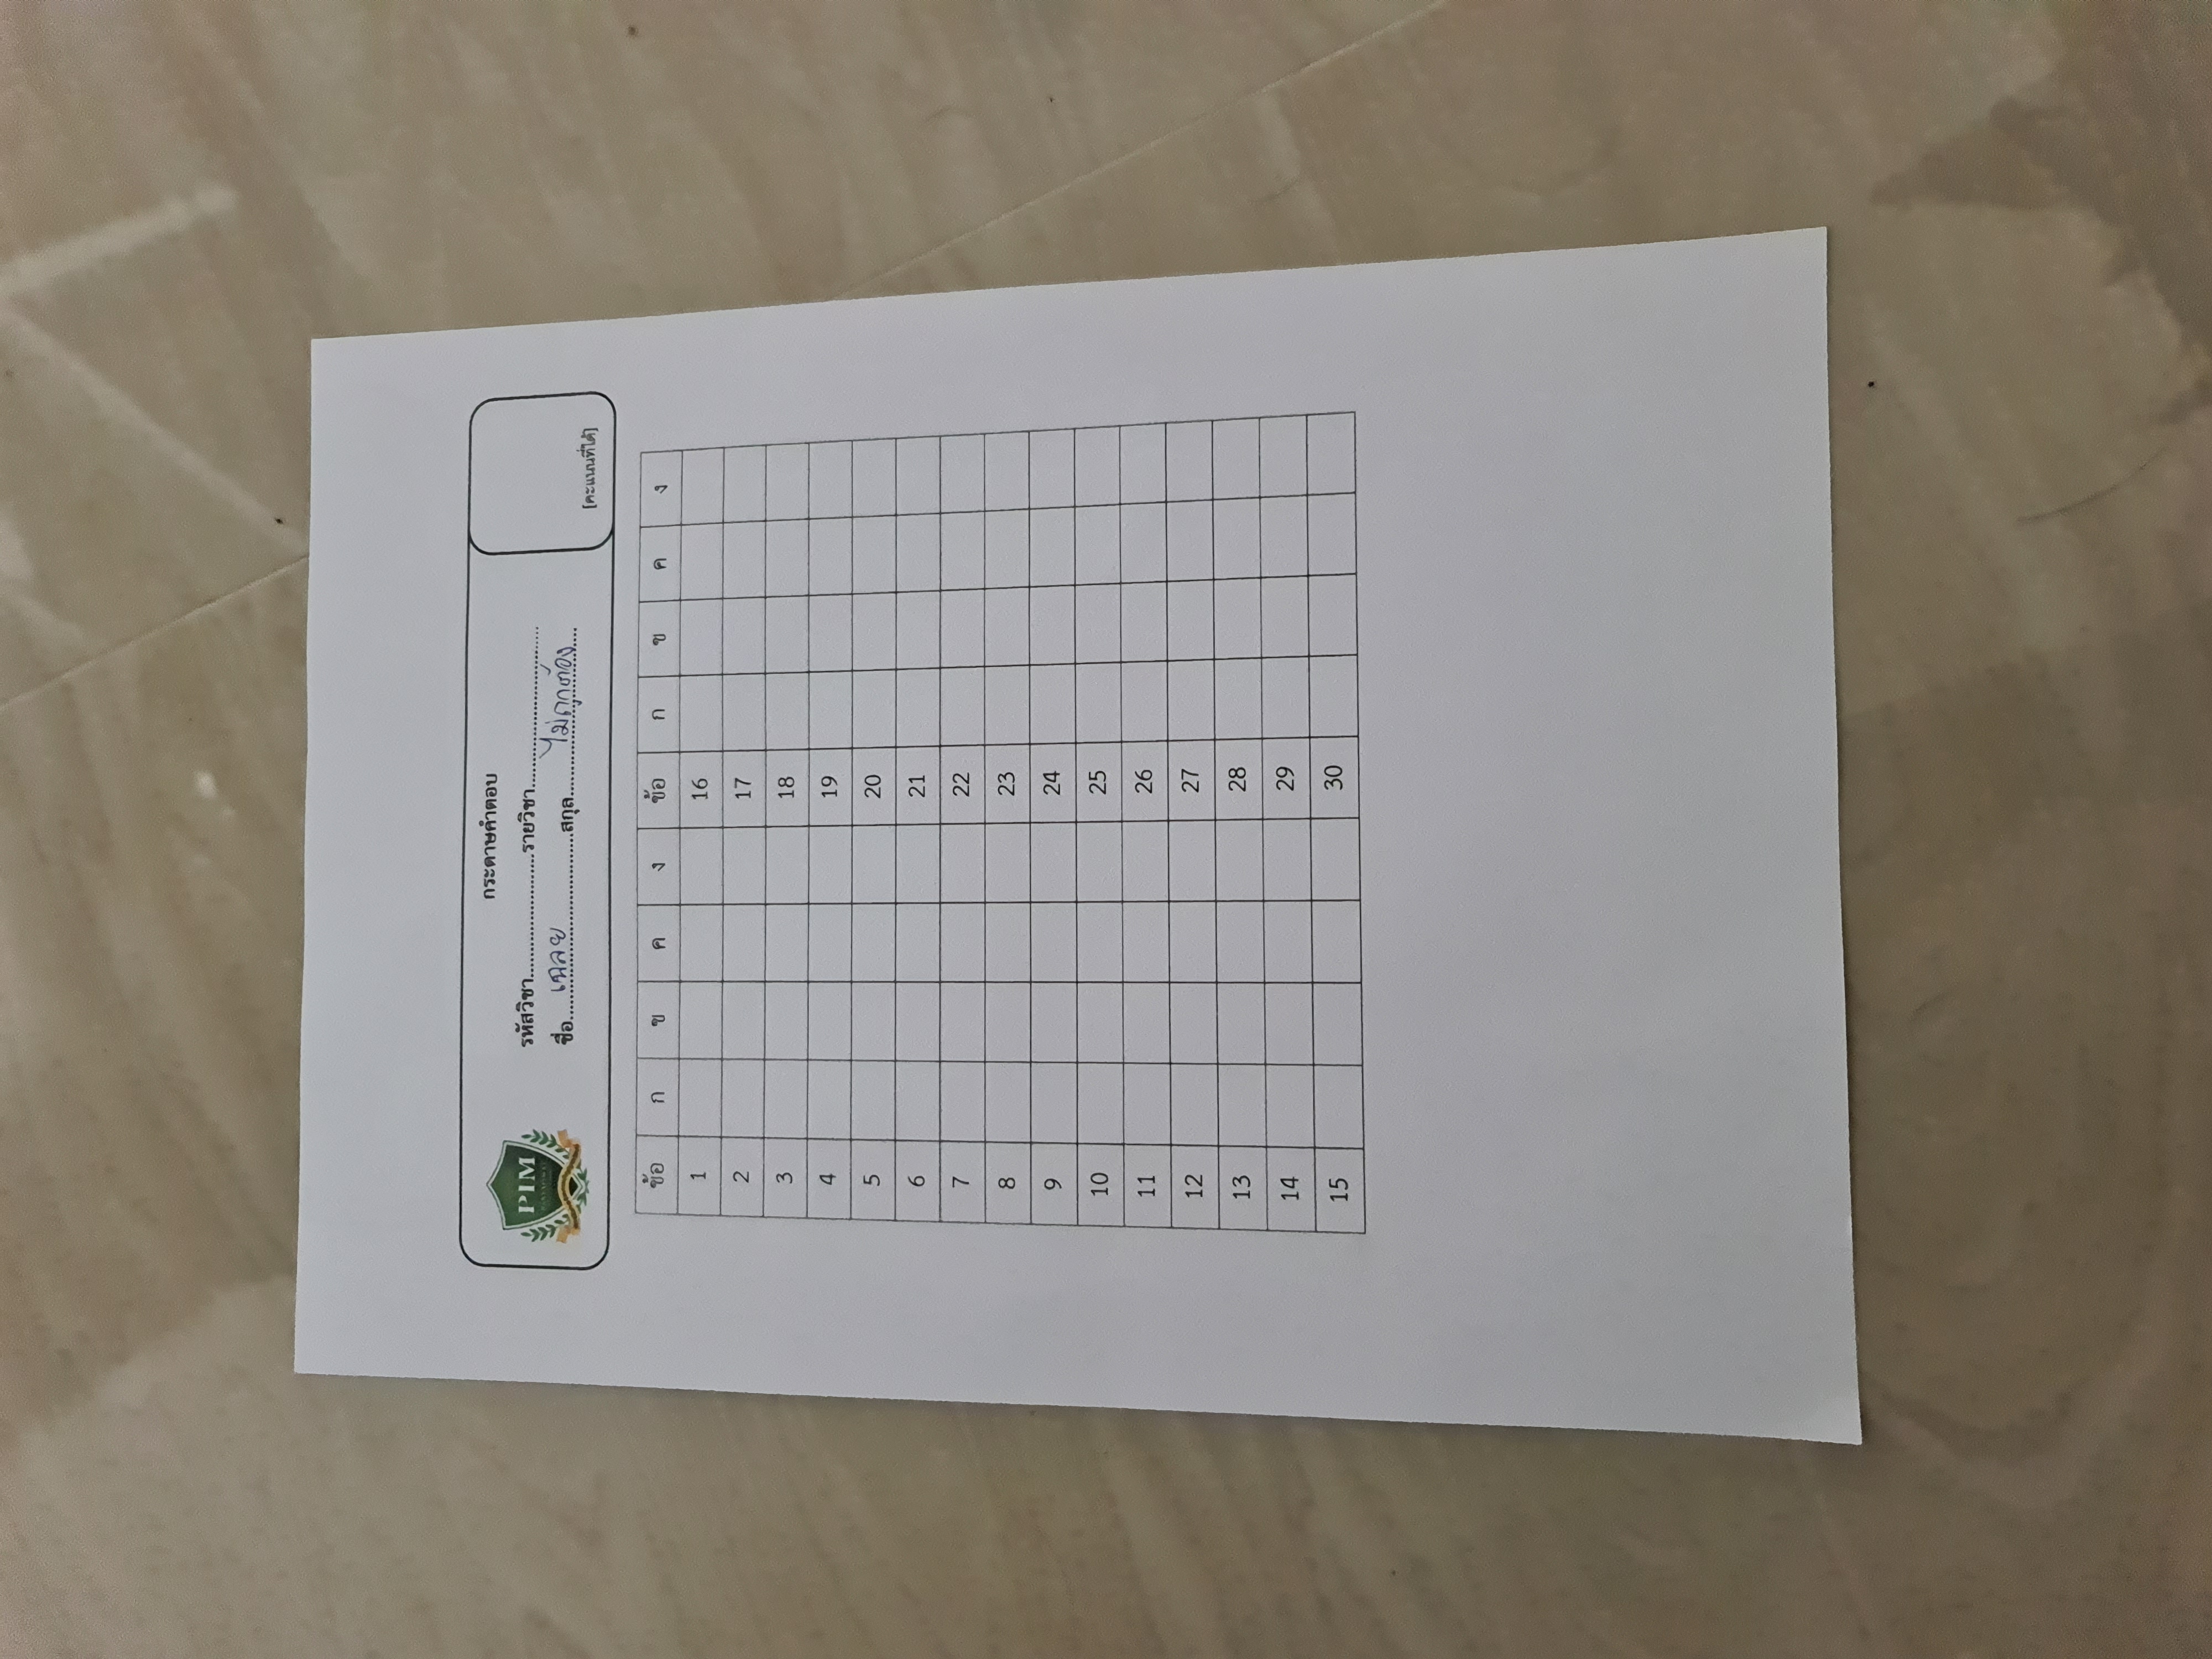 กระดาษคำตอบ
PIM
รหัสวิชา.......................รายวิชา..............................
ชื่อ.....เฉลย..................สกุล.........ไม่ถูกต้อง...
[คะแนนที่ได้]
ข้อ ก ข ค ง ข้อ ก ข ค ง
1 16
2 17
3 18
4 19
5 20
6 21
7 22
8 23
9 24
10 25
11 26
12 27
13 28
14 29
15 30